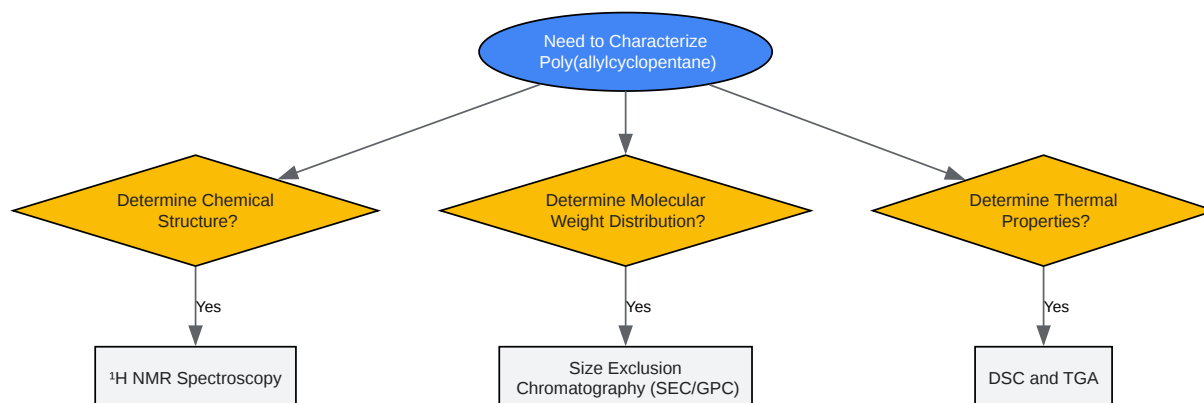 Need to Characterize
Poly(allylcyclopentane)
Determine Chemical
Structure?
Determine Molecular
Weight Distribution?
Determine Thermal
Properties?
Yes
Yes
Yes
¹H NMR Spectroscopy
Size Exclusion
Chromatography (SEC/GPC)
DSC and TGA